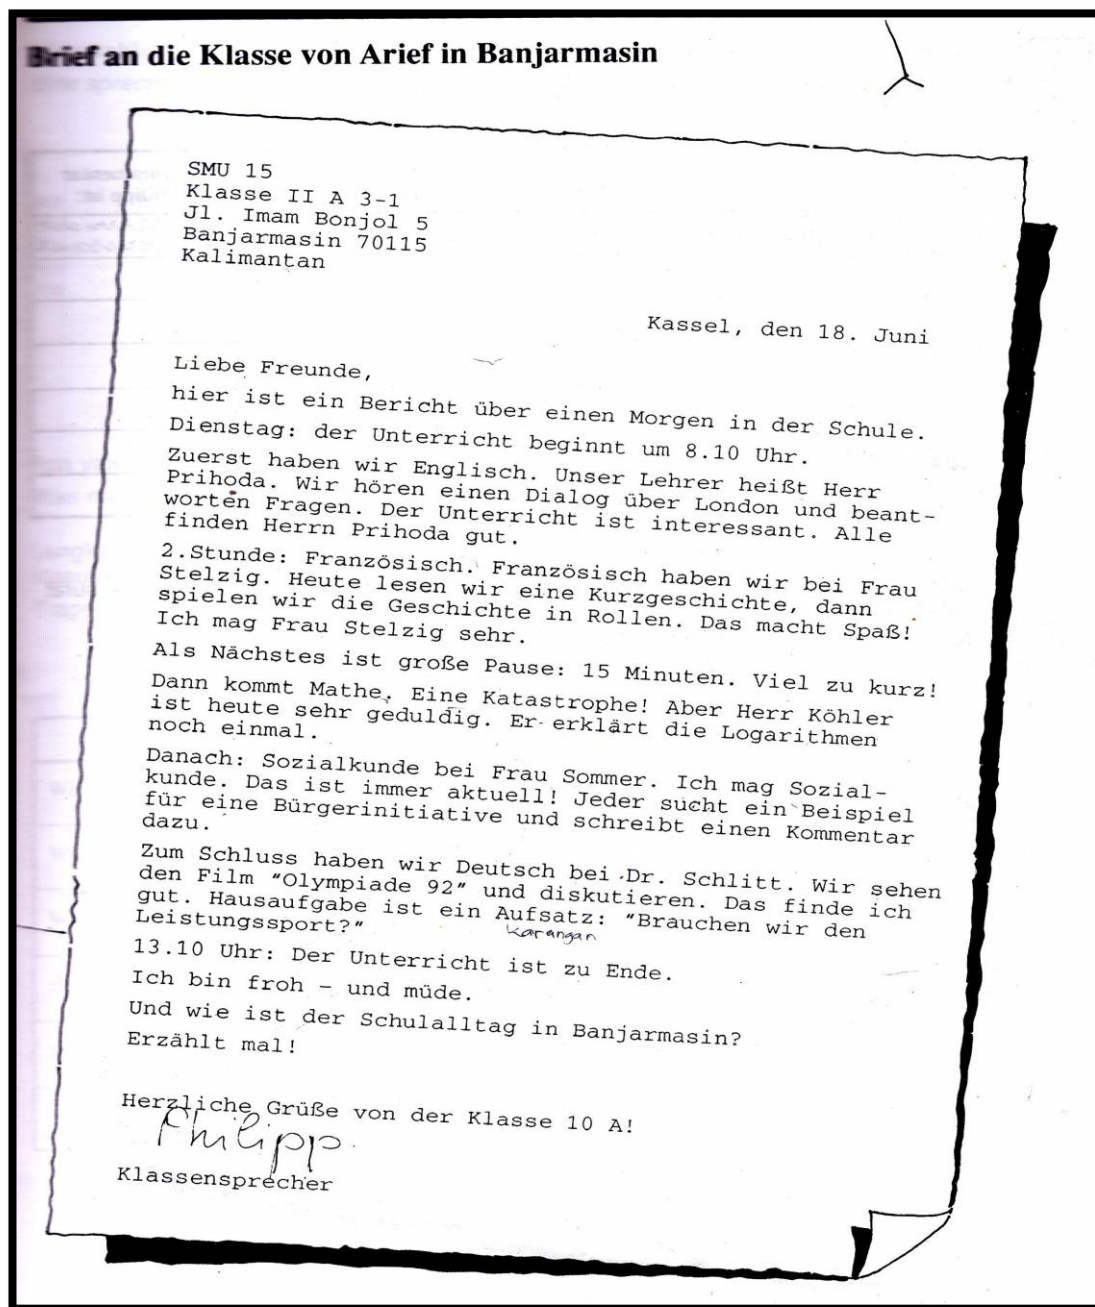 Brief an die Klasse von Arief in Banjarmasin
SMU 15
Klasse II A 3-1
Jl. Imam Bonjol 5
Banjarmasin 70115
Kalimantan
Kassel, den 18. Juni
Liebe Freunde,
hier ist ein Bericht über einen Morgen in der Schule.
Dienstag: der Unterricht beginnt um 8.10 Uhr.
Zuerst haben wir Englisch. Unser Lehrer heißt Herr
Prihoda. Wir hören einen Dialog über London und beant-
worten Fragen. Der Unterricht ist interessant. Alle
finden Herrn Prihoda gut.
2.Stunde: Französisch. Französisch haben wir bei Frau
Stelzig. Heute lesen wir eine Kurzgeschichte, dann
spielen wir die Geschichte in Rollen. Das macht Spaß!
Ich mag Frau Stelzig sehr.
Als Nächstes ist große Pause: 15 Minuten. Viel zu kurz!
Dann kommt Mathe. Eine Katastrophe! Aber Herr Köhler
ist heute sehr geduldig. Er erklärt die Logarithmen
noch einmal.
Danach: Sozialkunde bei Frau Sommer. Ich mag Sozial-
kunde. Das ist immer aktuell! Jeder sucht ein Beispiel
für eine Bürgerinitiative und schreibt einen Kommentar
dazu.
Zum Schluss haben wir Deutsch bei Dr. Schlitt. Wir sehen
den Film "Olympiade 92" und diskutieren. Das finde ich
gut. Hausaufgabe ist ein Aufsatz: "Brauchen wir den
Leistungssport?"
Karangan
13.10 Uhr: Der Unterricht ist zu Ende.
Ich bin froh - und müde.
Und wie ist der Schulalltag in Banjarmasin?
Erzählt mal!
Herzliche Grüße von der Klasse 10 A!
Philipp
Klassensprecher